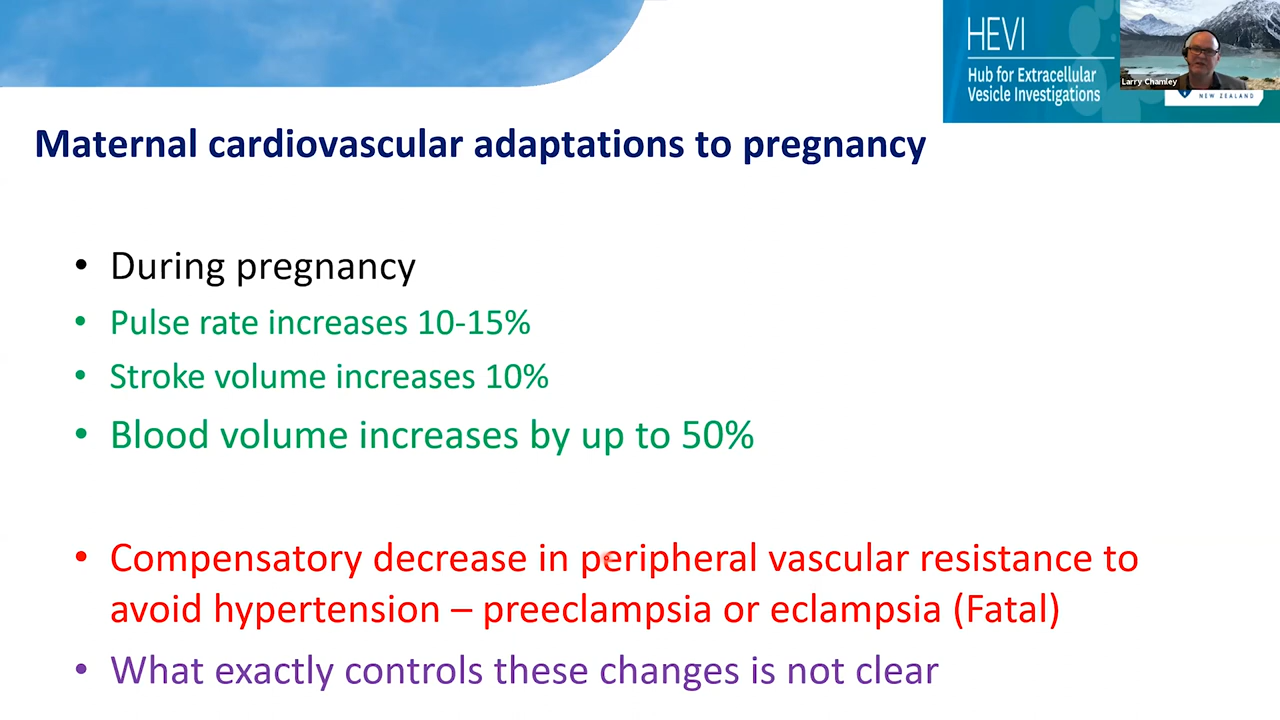 HEVI
Hub for Extracellular
Vesicle Investigations
Larry Chamley
NEW ZEALAND
Maternal cardiovascular adaptations to pregnancy
• During pregnancy
• Pulse rate increases 10-15%
• Stroke volume increases 10%
• Blood volume increases by up to 50%
• Compensatory decrease in peripheral vascular resistance to
avoid hypertension – preeclampsia or eclampsia (Fatal)
• What exactly controls these changes is not clear